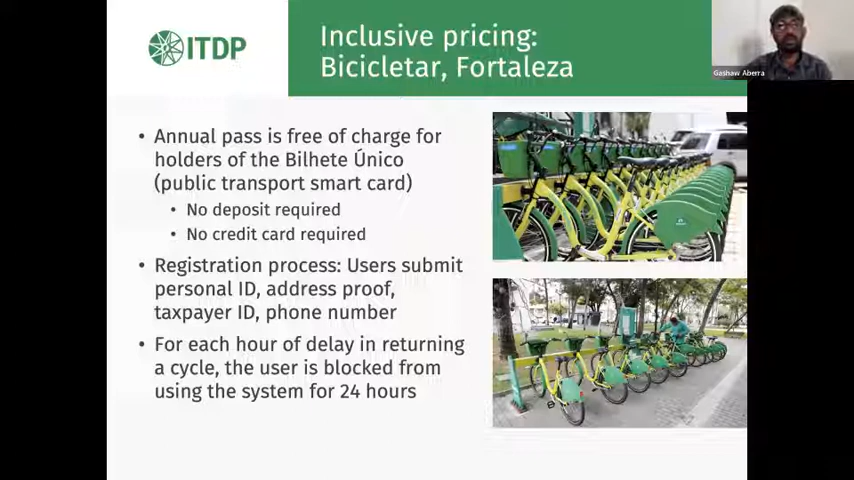 ITDP
Inclusive pricing:
Bicicletar, Fortaleza
Gashaw Aberra
• Annual pass is free of charge for
holders of the Bilhete Único
(public transport smart card)
• No deposit required
• No credit card required
• Registration process: Users submit
personal ID, address proof,
taxpayer ID, phone number
• For each hour of delay in returning
a cycle, the user is blocked from
using the system for 24 hours